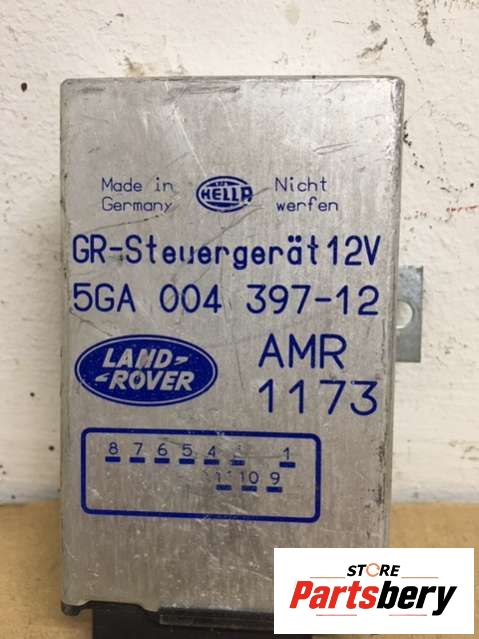 Made in
Germany
HELLA
Nicht
werfen
GR-Steuergerät 12V
5GA 004 397-12
LAND-
-ROVER
AMR
1173
8 7 6 5 4 1
11 10 9
STORE
Partsbery